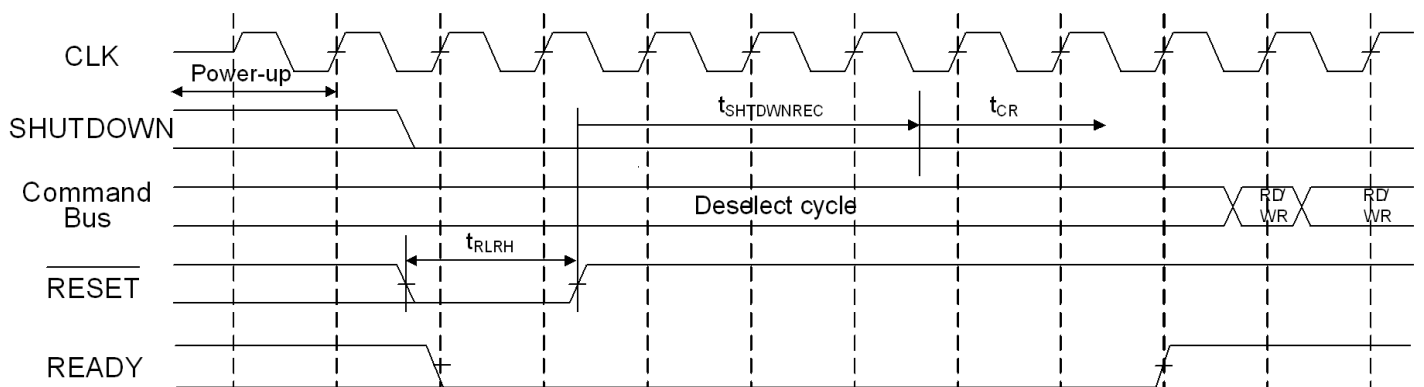 CLK
Power-up
SHUTDOWN
tSHTDWNREC
tCR
Command
Bus
Deselect cycle
RD/
WR
RD/
WR
tRLRH
RESET
READY